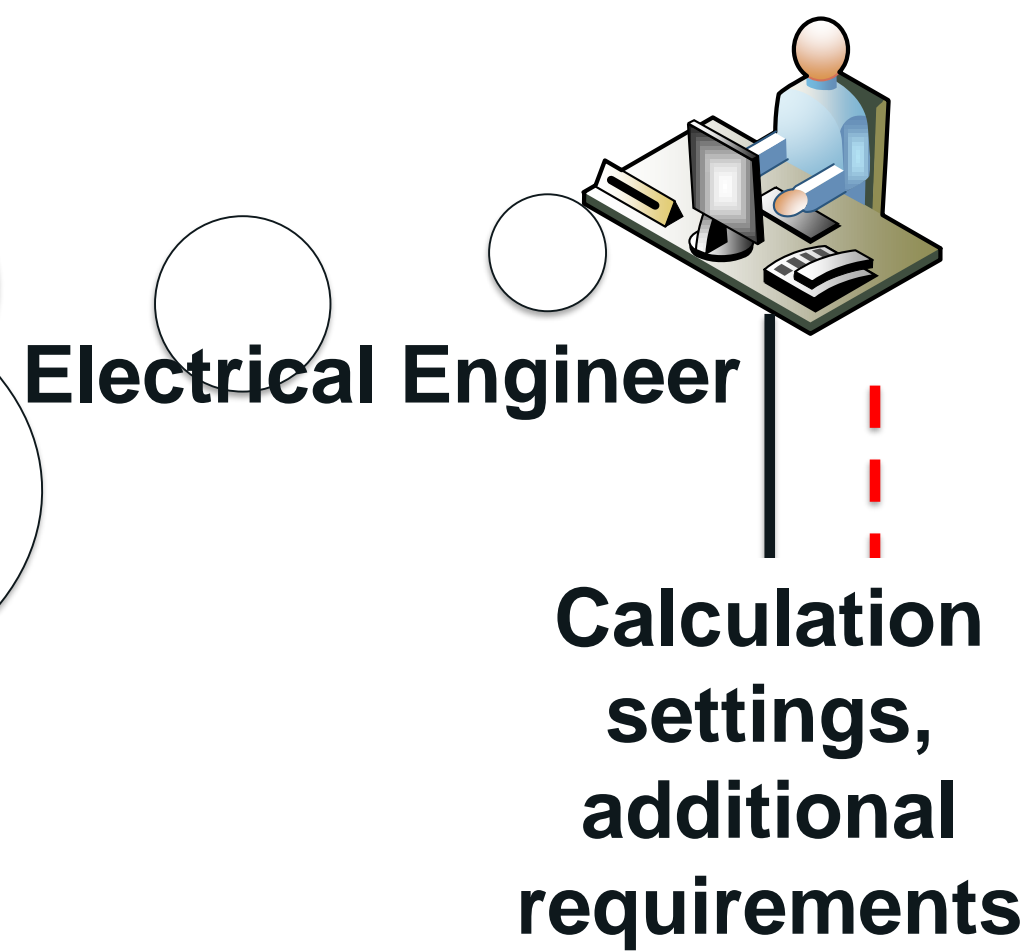 Electrical Engineer
Calculation
settings,
additional
requirements